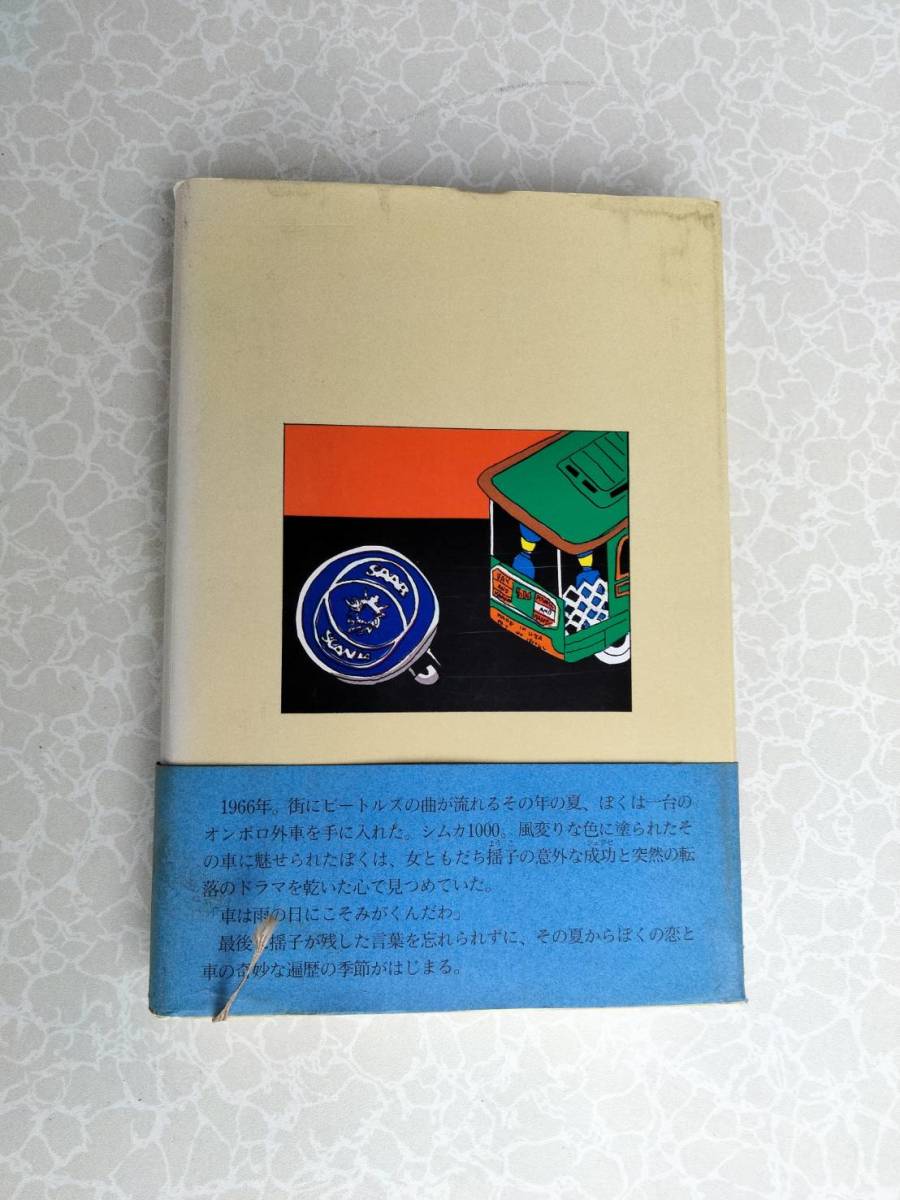 SAAB
SCANIA
MADE IN USA
1966年。街にビートルズの曲が流れるその年の夏、ぼくは一台の
オンボロ外車を手に入れた。シムカ1000。風変りな色に塗られたそ
の車に魅せられたぼくは、女ともだち揺子の意外な成功と突然の転
落のドラマを乾いた心で見つめていた。
「車は雨の日にこそみがくんだわ」
最後に揺子が残した言葉を忘れられずに、その夏からぼくの恋と
車の奇妙な遍歴の季節がはじまる。